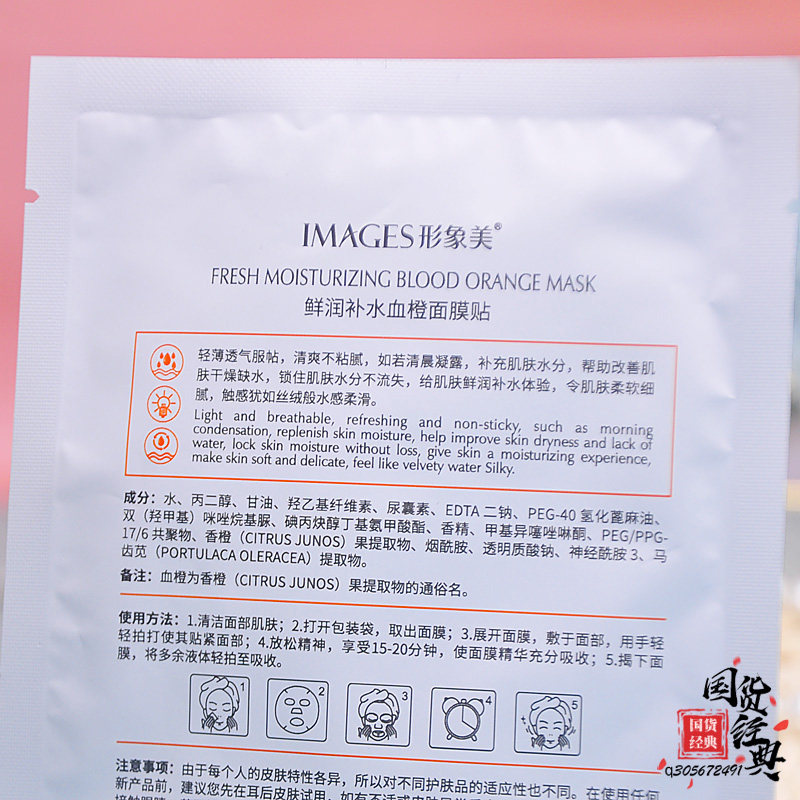 IMAGES形象美®
FRESH MOISTURIZING BLOOD ORANGE MASK
鲜润补水血橙面膜贴
轻薄透气服帖，清爽不粘腻，如若清晨凝露，补充肌肤水分，帮助改善肌
肤干燥缺水，锁住肌肤水分不流失，给肌肤鲜润补水体验，令肌肤柔软细
腻，触感犹如丝绒般水感柔滑。
Light and breathable, refreshing and non-sticky, such as morning
condensation, replenish skin moisture, help improve skin dryness and lack of
water, lock skin moisture without loss, give skin a moisturizing experience,
make skin soft and delicate, feel like velvety water Silky.
成分：水、丙二醇、甘油、羟乙基纤维素、尿囊素、EDTA 二钠、PEG-40 氢化蓖麻油、
双（羟甲基）咪唑烷基脲、碘丙炔醇丁基氨甲酸酯、香精、甲基异噻唑啉酮、PEG/PPG-
17/6 共聚物、香橙（CITRUS JUNOS）果提取物、烟酰胺、透明质酸钠、神经酰胺 3、马
齿苋（PORTULACA OLERACEA）提取物。
备注：血橙为香橙（CITRUS JUNOS）果提取物的通俗名。
使用方法：1.清洁面部肌肤；2.打开包装袋，取出面膜；3.展开面膜，敷于面部，用手轻
轻拍打使其贴紧面部；4.放松精神，享受15-20分钟，使面膜精华充分吸收；5.揭下面
膜，将多余液体轻拍至吸收。
1 2 3 4 5
注意事项：由于每个人的皮肤特性各异，所以对不同护肤品的适应性也不同。在使用任何
新产品前，建议您先在耳后皮肤试用，如有不适或皮肤
国货经典
国货
经典
q305672491